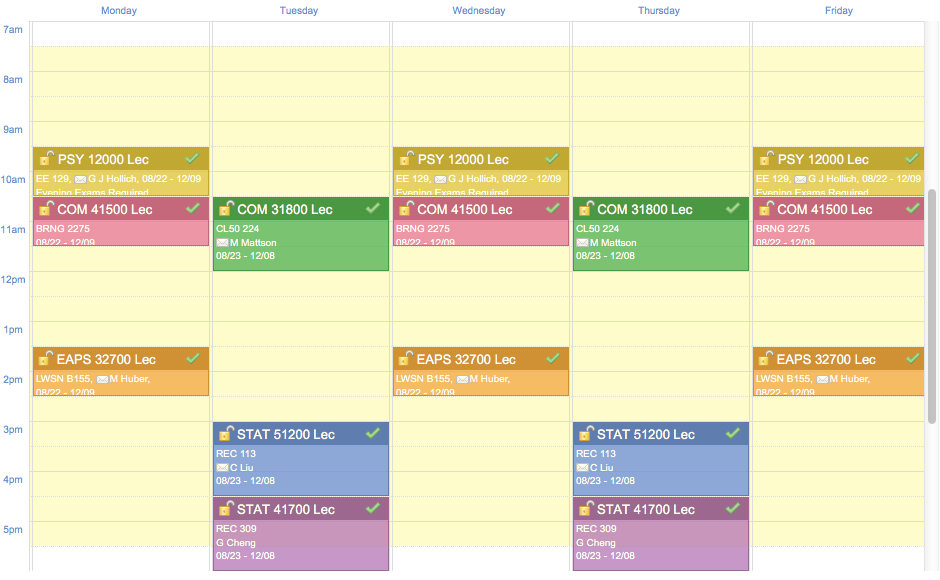 Monday Tuesday Wednesday Thursday Friday
7am
8am
9am
PSY 12000 Lec PSY 12000 Lec PSY 12000 Lec
10am EE 129, G J Hollich, 08/22 - 12/09 EE 129, G J Hollich, 08/22 - 12/09 EE 129, G J Hollich, 08/22 - 12/09
Evening Exams Required Evening Exams Required Evening Exams Required
COM 41500 Lec COM 31800 Lec COM 41500 Lec COM 31800 Lec COM 41500 Lec
11am BRNG 2275 CL50 224 BRNG 2275 CL50 224 BRNG 2275
08/22 - 12/09 M Mattson 08/22 - 12/09 M Mattson 08/22 - 12/09
08/23 - 12/08 08/23 - 12/08
12pm
1pm
EAPS 32700 Lec EAPS 32700 Lec EAPS 32700 Lec
2pm LWSN B155, M Huber, LWSN B155, M Huber, LWSN B155, M Huber,
08/22 - 12/09 08/22 - 12/09 08/22 - 12/09
3pm STAT 51200 Lec STAT 51200 Lec
REC 113 REC 113
C Liu C Liu
4pm 08/23 - 12/08 08/23 - 12/08
STAT 41700 Lec STAT 41700 Lec
5pm REC 309 REC 309
G Cheng G Cheng
08/23 - 12/08 08/23 - 12/08